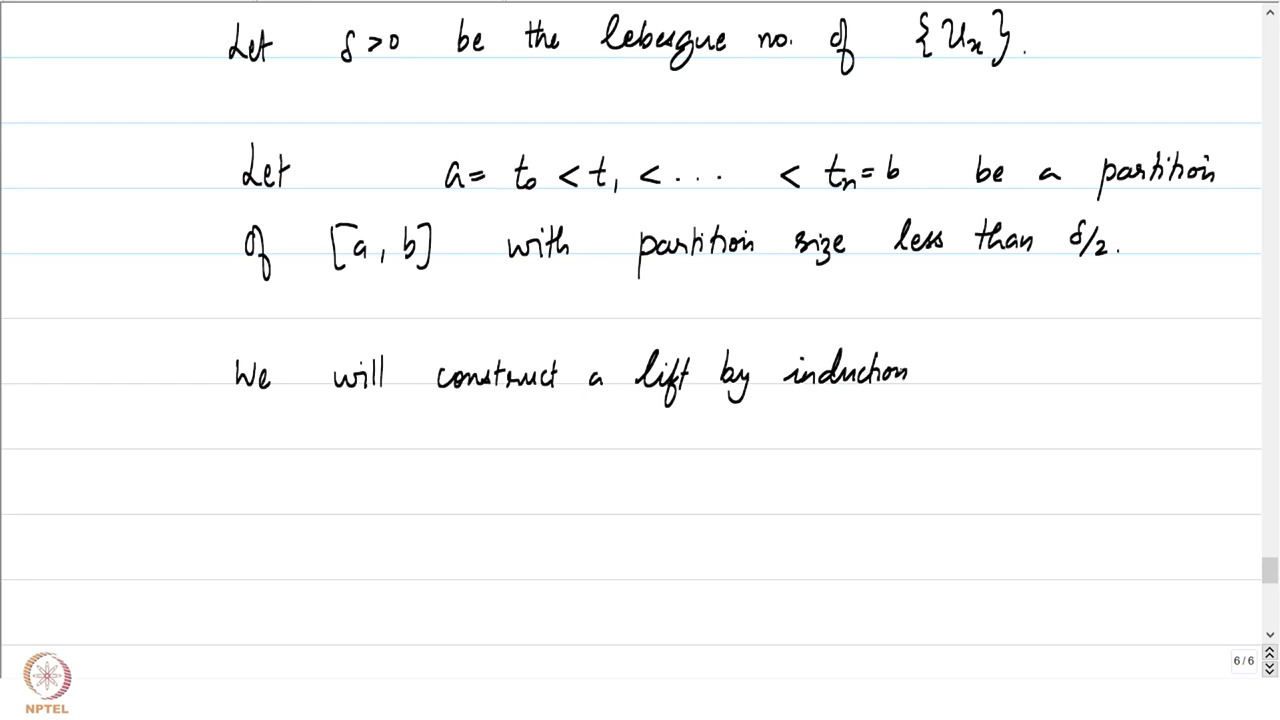 Let δ>0 be the lebesgue no. of {Ux}.
Let a = t₀ < t₁ < ... < tₙ = b be a partition
of [a, b] with partition size less than δ/2.
We will construct a lift by induction
6 / 6
NPTEL